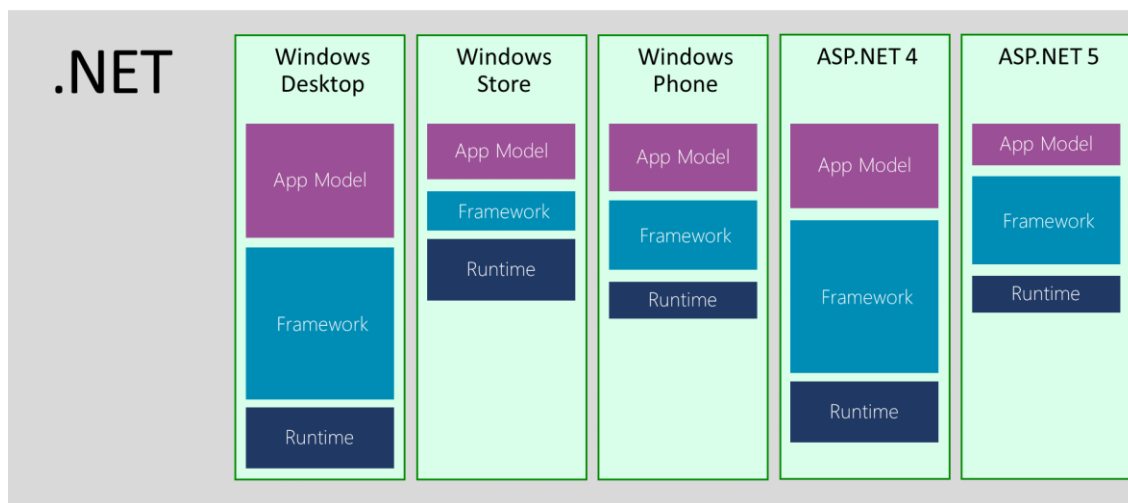 .NET
Windows
Desktop
App Model
Framework
Runtime
Windows
Store
App Model
Framework
Runtime
Windows
Phone
App Model
Framework
Runtime
ASP.NET 4
App Model
Framework
Runtime
ASP.NET 5
App Model
Framework
Runtime